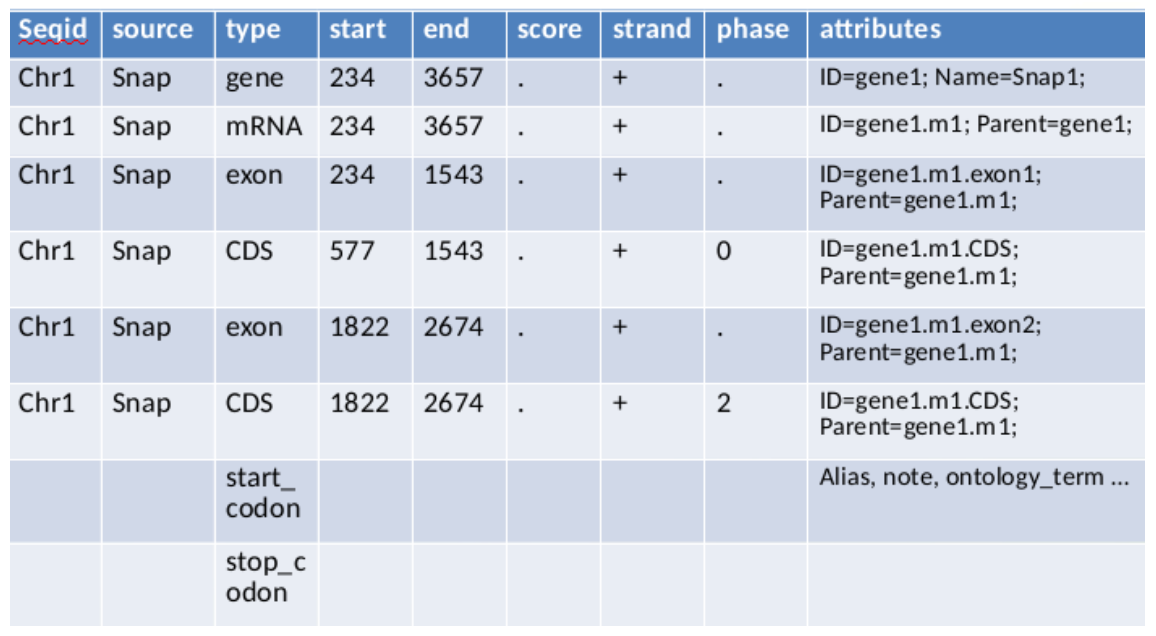 Seqid source type start end score strand phase attributes
Chr1 Snap gene 234 3657 . + . ID=gene1; Name=Snap1;
Chr1 Snap mRNA 234 3657 . + . ID=gene1.m1; Parent=gene1;
Chr1 Snap exon 234 1543 . + . ID=gene1.m1.exon1;
Parent=gene1.m1;
Chr1 Snap CDS 577 1543 . + 0 ID=gene1.m1.CDS;
Parent=gene1.m1;
Chr1 Snap exon 1822 2674 . + . ID=gene1.m1.exon2;
Parent=gene1.m1;
Chr1 Snap CDS 1822 2674 . + 2 ID=gene1.m1.CDS;
Parent=gene1.m1;
start_ Alias, note, ontology_term ...
codon
stop_c
odon